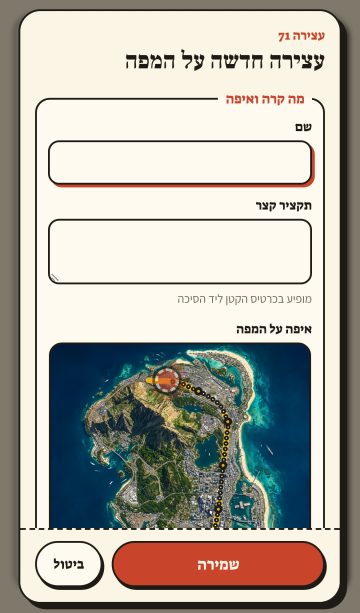 עצירה 71
עצירה חדשה על המפה
מה קרה ואיפה
שם
תקציר קצר
מופיע בכרטיס הקטן ליד הסיכה
איפה על המפה
שמירה
ביטול